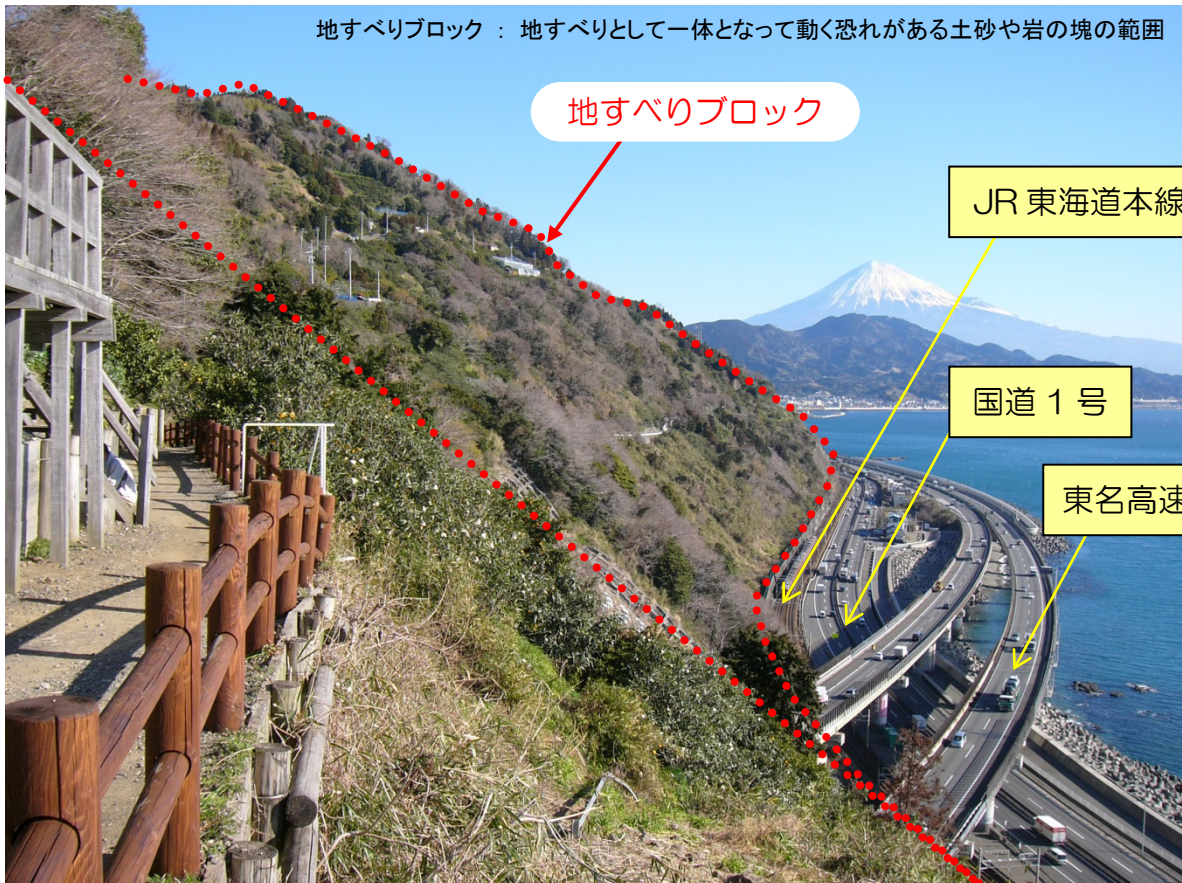 地すべりブロック ： 地すべりとして一体となって動く恐れがある土砂や岩の塊の範囲
地すべりブロック
JR 東海道本線
国道 1 号
東名高速